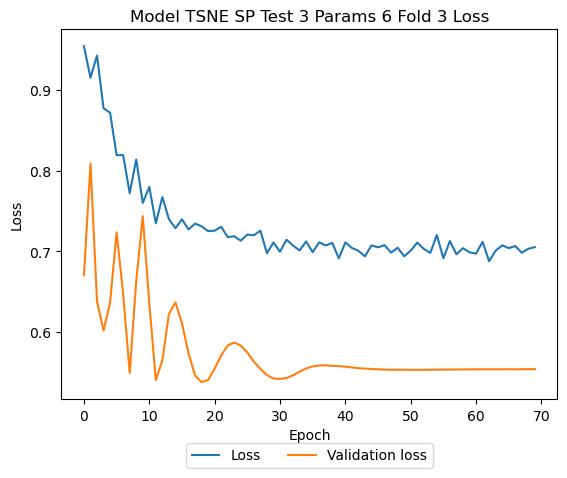 Model TSNE SP Test 3 Params 6 Fold 3 Loss
Loss
0.9
0.8
0.7
0.6
0 10 20 30 40 50 60 70
Epoch
Loss Validation loss